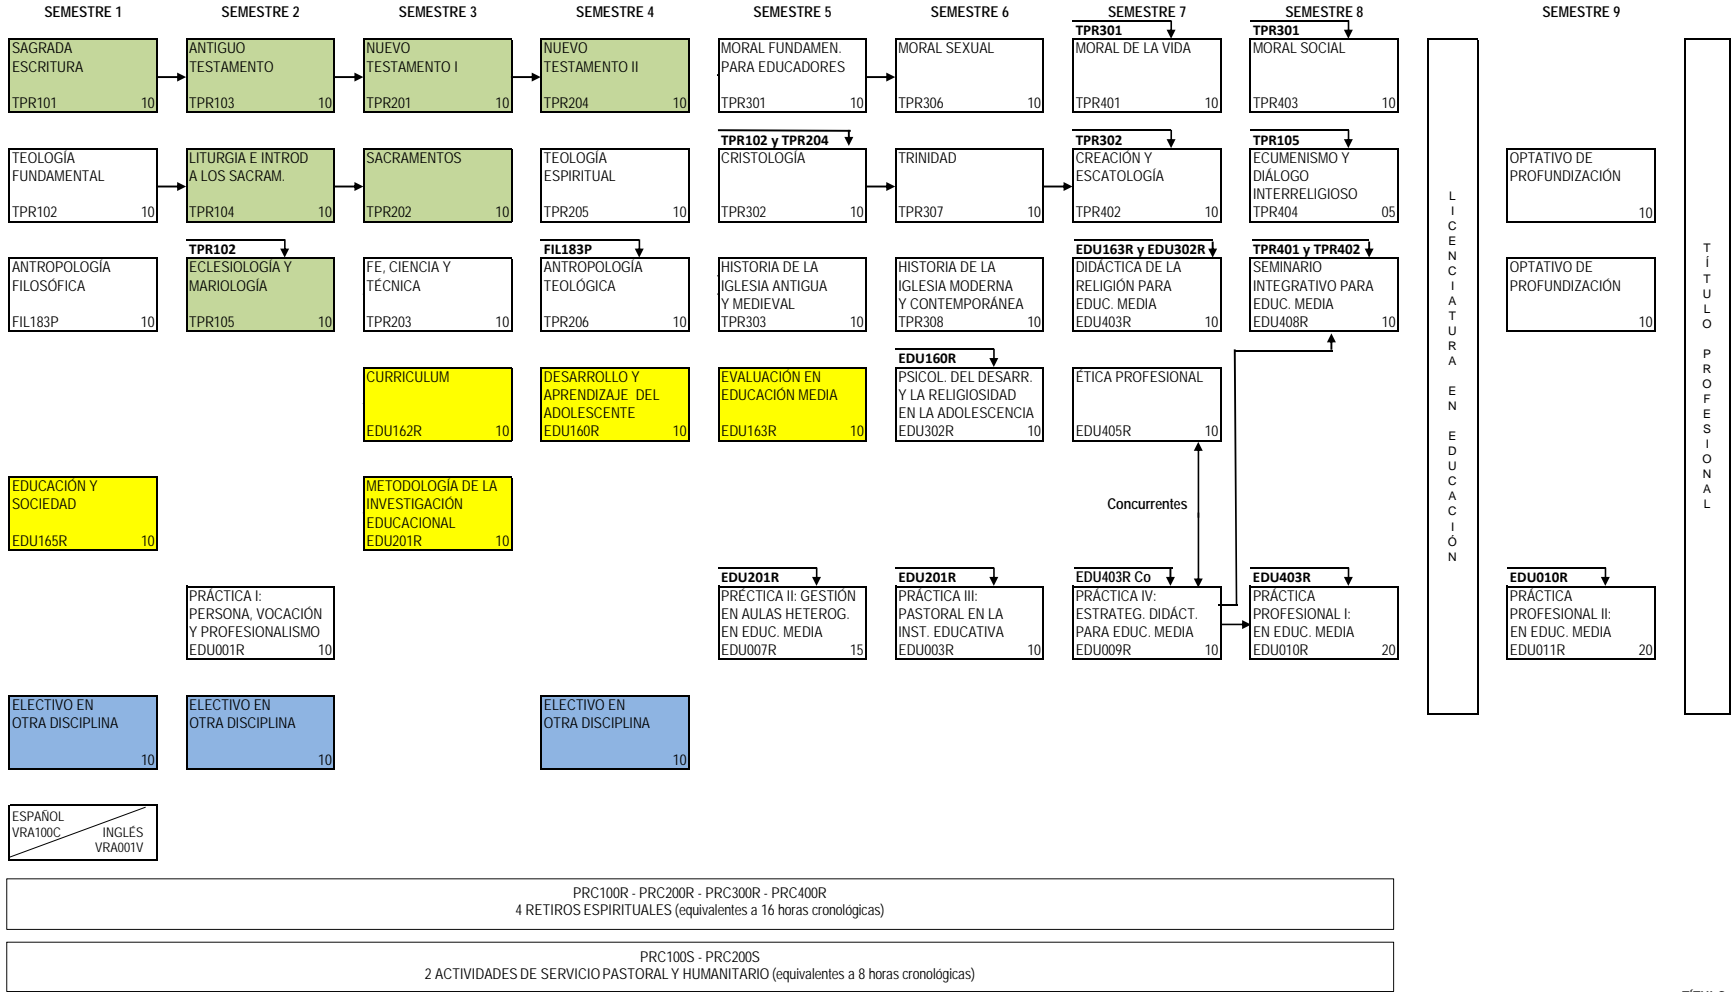 SEMESTRE 1
SEMESTRE 2
SEMESTRE 3
SEMESTRE 4
SEMESTRE 5
SEMESTRE 6
SEMESTRE 7
SEMESTRE 8
SEMESTRE 9
TPR301
TPR301
SAGRADA
ESCRITURA
TPR101 10
ANTIGUO
TESTAMENTO
TPR103 10
NUEVO
TESTAMENTO I
TPR201 10
NUEVO
TESTAMENTO II
TPR204 10
MORAL FUNDAMEN.
PARA EDUCADORES
TPR301 10
MORAL SEXUAL
TPR306 10
MORAL DE LA VIDA
TPR401 10
MORAL SOCIAL
TPR403 10
TPR102 y TPR204
TPR302
TPR105
TEOLOGÍA
FUNDAMENTAL
TPR102 10
LITURGIA E INTROD
A LOS SACRAM.
TPR104 10
SACRAMENTOS
TPR202 10
TEOLOGÍA
ESPIRITUAL
TPR205 10
CRISTOLOGÍA
TPR302 10
TRINIDAD
TPR307 10
CREACIÓN Y
ESCATOLOGÍA
TPR402 10
ECUMENISMO Y
DIÁLOGO
INTERRELIGIOSO
TPR404 05
OPTATIVO DE
PROFUNDIZACIÓN
10
TPR102
FIL183P
EDU163R y EDU302R
TPR401 y TPR402
ANTROPOLOGÍA
FILOSÓFICA
FIL183P 10
ECLESIOLOGÍA Y
MARIOLOGÍA
TPR105 10
FE, CIENCIA Y
TÉCNICA
TPR203 10
ANTROPOLOGÍA
TEOLÓGICA
TPR206 10
HISTORIA DE LA
IGLESIA ANTIGUA
Y MEDIEVAL
TPR303 10
HISTORIA DE LA
IGLESIA MODERNA
Y CONTEMPORÁNEA
TPR308 10
DIDÁCTICA DE LA
RELIGIÓN PARA
EDUC. MEDIA
EDU403R 10
SEMINARIO
INTEGRATIVO PARA
EDUC. MEDIA
EDU408R 10
OPTATIVO DE
PROFUNDIZACIÓN
10
EDU160R
CURRICULUM
EDU162R 10
DESARROLLO Y
APRENDIZAJE DEL
ADOLESCENTE
EDU160R 10
EVALUACIÓN EN
EDUCACIÓN MEDIA
EDU163R 10
PSICOL. DEL DESARR.
Y LA RELIGIOSIDAD
EN LA ADOLESCENCIA
EDU302R 10
ÉTICA PROFESIONAL
EDU405R 10
EDUCACIÓN Y
SOCIEDAD
EDU165R 10
METODOLOGÍA DE LA
INVESTIGACIÓN
EDUCACIONAL
EDU201R 10
Concurrentes
EDU201R
EDU201R
EDU403R Co
EDU403R
EDU010R
PRÁCTICA I:
PERSONA, VOCACIÓN
Y PROFESIONALISMO
EDU001R 10
PRÉCTICA II: GESTIÓN
EN AULAS HETEROG.
EN EDUC. MEDIA
EDU007R 15
PRÁCTICA III:
PASTORAL EN LA
INST. EDUCATIVA
EDU003R 10
PRÁCTICA IV:
ESTRATEG. DIDÁCT.
PARA EDUC. MEDIA
EDU009R 10
PRÁCTICA
PROFESIONAL I:
EN EDUC. MEDIA
EDU010R 20
PRÁCTICA
PROFESIONAL II:
EN EDUC. MEDIA
EDU011R 20
LICENCIATURA EN EDUCACIÓN
TÍTULO PROFESIONAL
ELECTIVO EN
OTRA DISCIPLINA
10
ELECTIVO EN
OTRA DISCIPLINA
10
ELECTIVO EN
OTRA DISCIPLINA
10
ESPAÑOL
VRA100C INGLÉS
VRA001V
PRC100R - PRC200R - PRC300R - PRC400R
4 RETIROS ESPIRITUALES (equivalentes a 16 horas cronológicas)
PRC100S - PRC200S
2 ACTIVIDADES DE SERVICIO PASTORAL Y HUMANITARIO (equivalentes a 8 horas cronológicas)